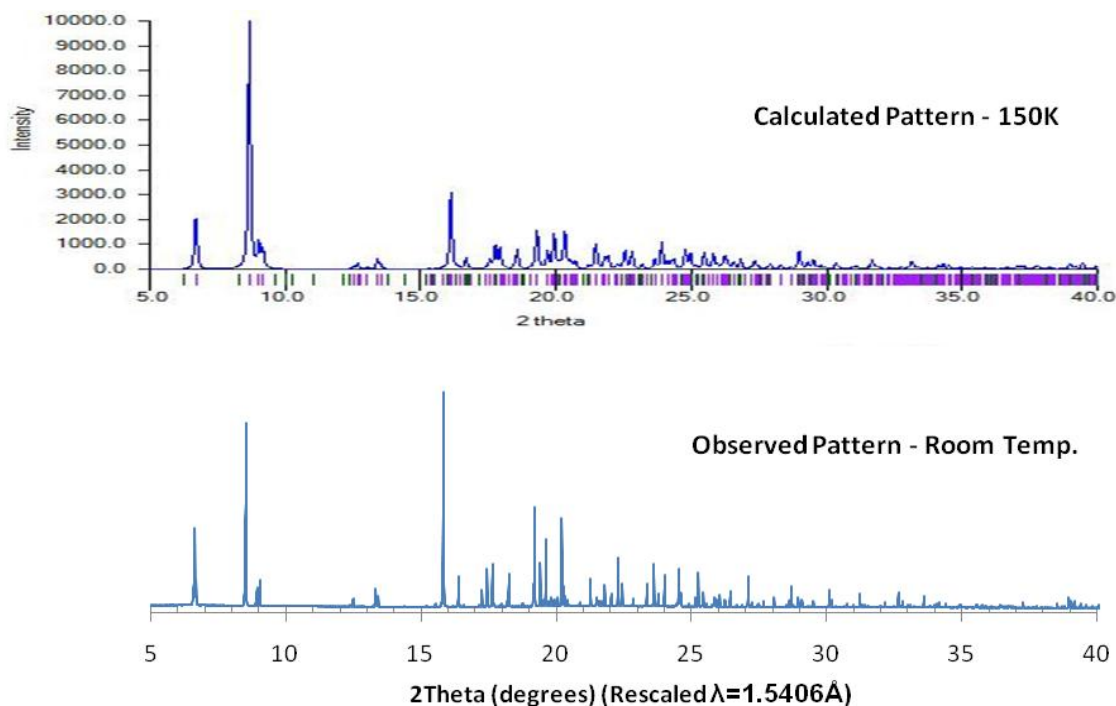 10000.0
9000.0
8000.0
7000.0
6000.0
5000.0
4000.0
3000.0
2000.0
1000.0
0.0
Intensity
Calculated Pattern - 150K
5.0 10.0 15.0 20.0 25.0 30.0 35.0 40.0
2 theta
Observed Pattern - Room Temp.
5 10 15 20 25 30 35 40
2Theta (degrees) (Rescaled λ=1.5406Å)